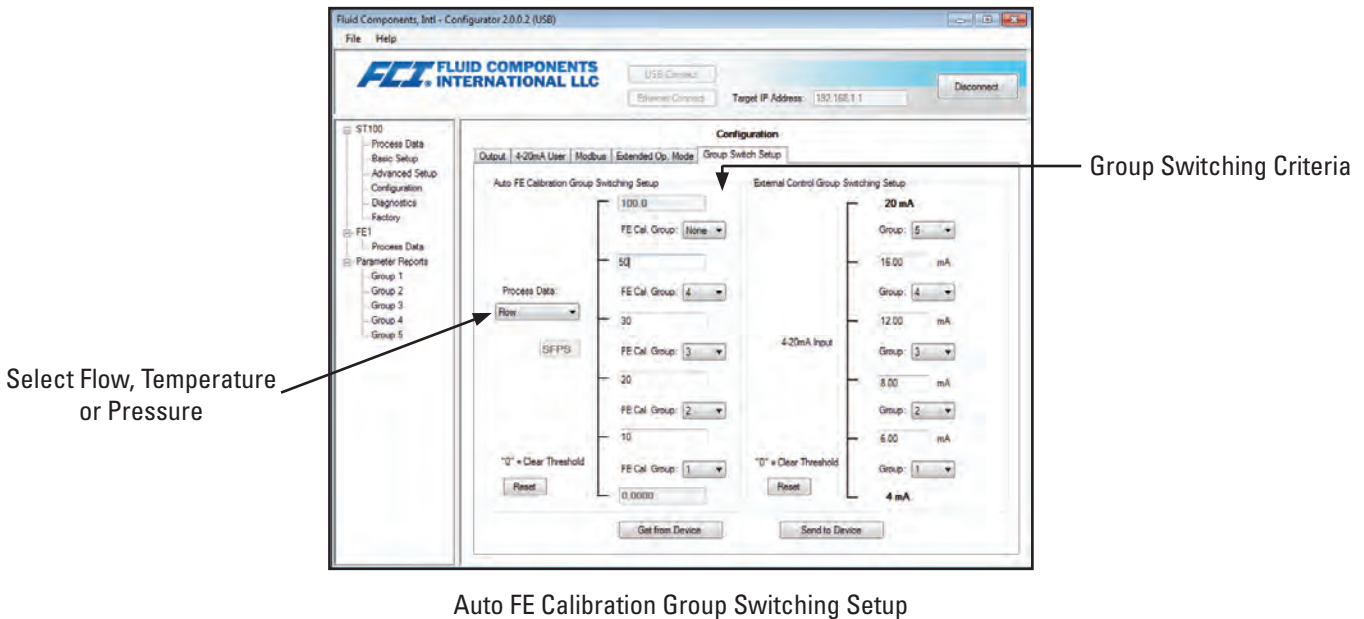 Fluid Components, Intl - Configurator 2.0.0.2 (USB)
File Help
FCI. FLUID COMPONENTS
INTERNATIONAL LLC
USB Connect
Ethernet Connect
Target IP Address: 192.168.1.1
Disconnect
ST100
Process Data
Basic Setup
Advanced Setup
Configuration
Diagnostics
Factory
FE1
Process Data
Parameter Reports
Group 1
Group 2
Group 3
Group 4
Group 5
Configuration
Output 4-20mA User Modbus Extended Op. Mode Group Switch Setup
Auto FE Calibration Group Switching Setup
100.0
FE Cal. Group: None
50
Process Data:
FE Cal. Group: 4
Flow
30
SFPS
FE Cal. Group: 3
20
FE Cal. Group: 2
10
"0" = Clear Threshold
FE Cal. Group: 1
Reset
0.0000
External Control Group Switching Setup
20 mA
Group: 5
16.00 mA
Group: 4
12.00 mA
4-20mA Input
Group: 3
8.00 mA
Group: 2
6.00 mA
"0" = Clear Threshold
Group: 1
Reset
4 mA
Get from Device
Send to Device
Group Switching Criteria
Select Flow, Temperature
or Pressure
Auto FE Calibration Group Switching Setup